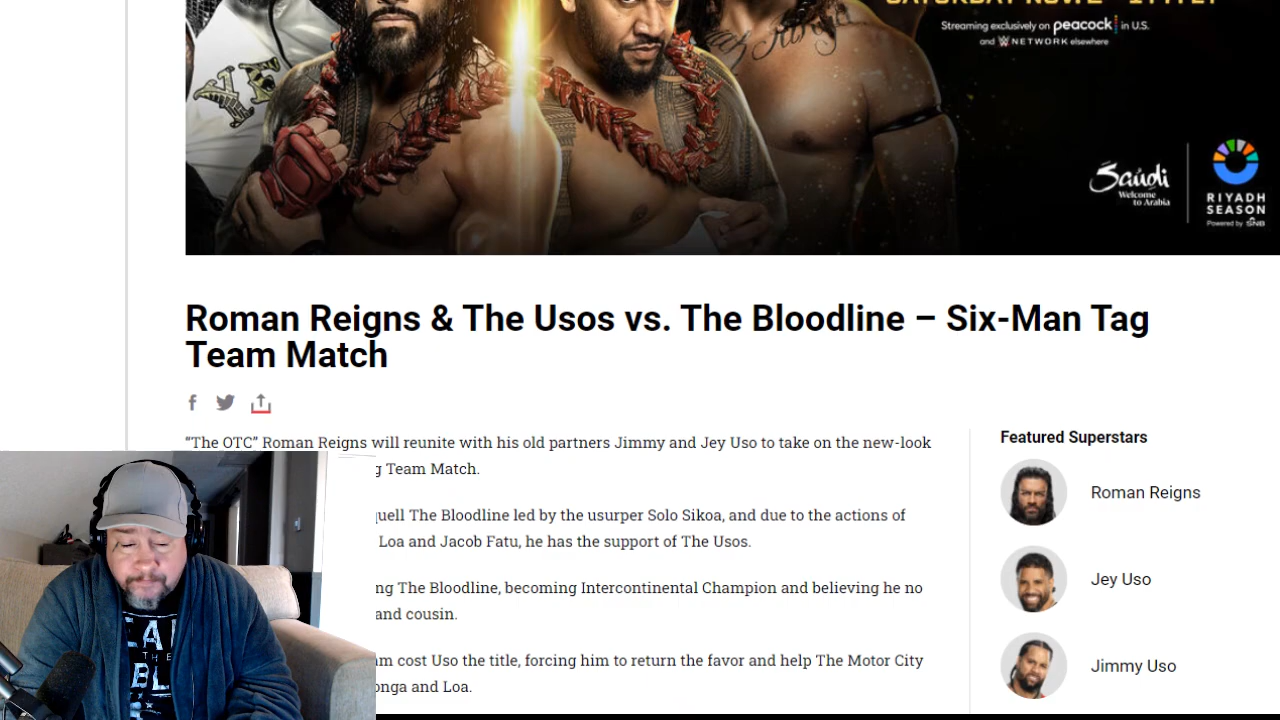 Streaming exclusively on peacock in U.S.
and W NETWORK elsewhere
Saudi
Welcome
to Arabia
RIYADH
SEASON
Powered by SNB
Roman Reigns & The Usos vs. The Bloodline – Six-Man Tag
Team Match
"The OTC" Roman Reigns will reunite with his old partners Jimmy and Jey Uso to take on the new-look
Team Match.
The Bloodline led by the usurper Solo Sikoa, and due to the actions of
Loa and Jacob Fatu, he has the support of The Usos.
The Bloodline, becoming Intercontinental Champion and believing he no
and cousin.
cost Uso the title, forcing him to return the favor and help The Motor City
and Loa.
Featured Superstars
Roman Reigns
Jey Uso
Jimmy Uso
THE